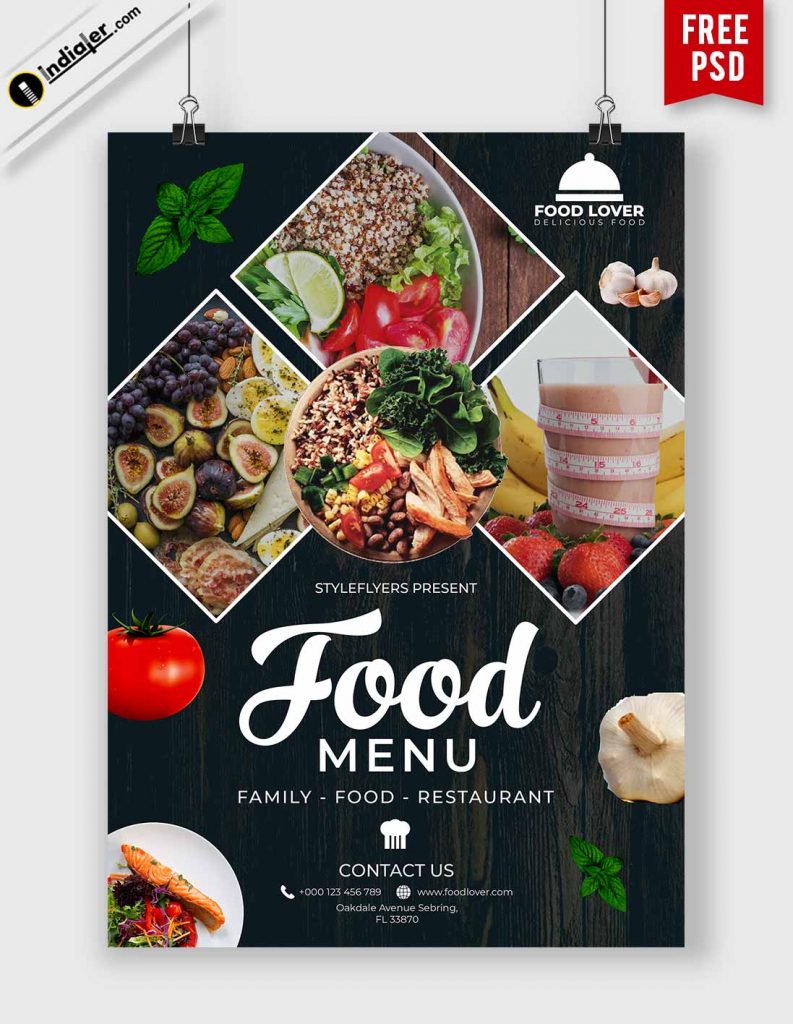 Indiater.com
FREE
PSD
FOOD LOVER
DELICIOUS FOOD
STYLEFLYERS PRESENT
Food
MENU
FAMILY - FOOD - RESTAURANT
CONTACT US
+000 123 456 789 www.foodlover.com
Oakdale Avenue Sebring,
FL 33870